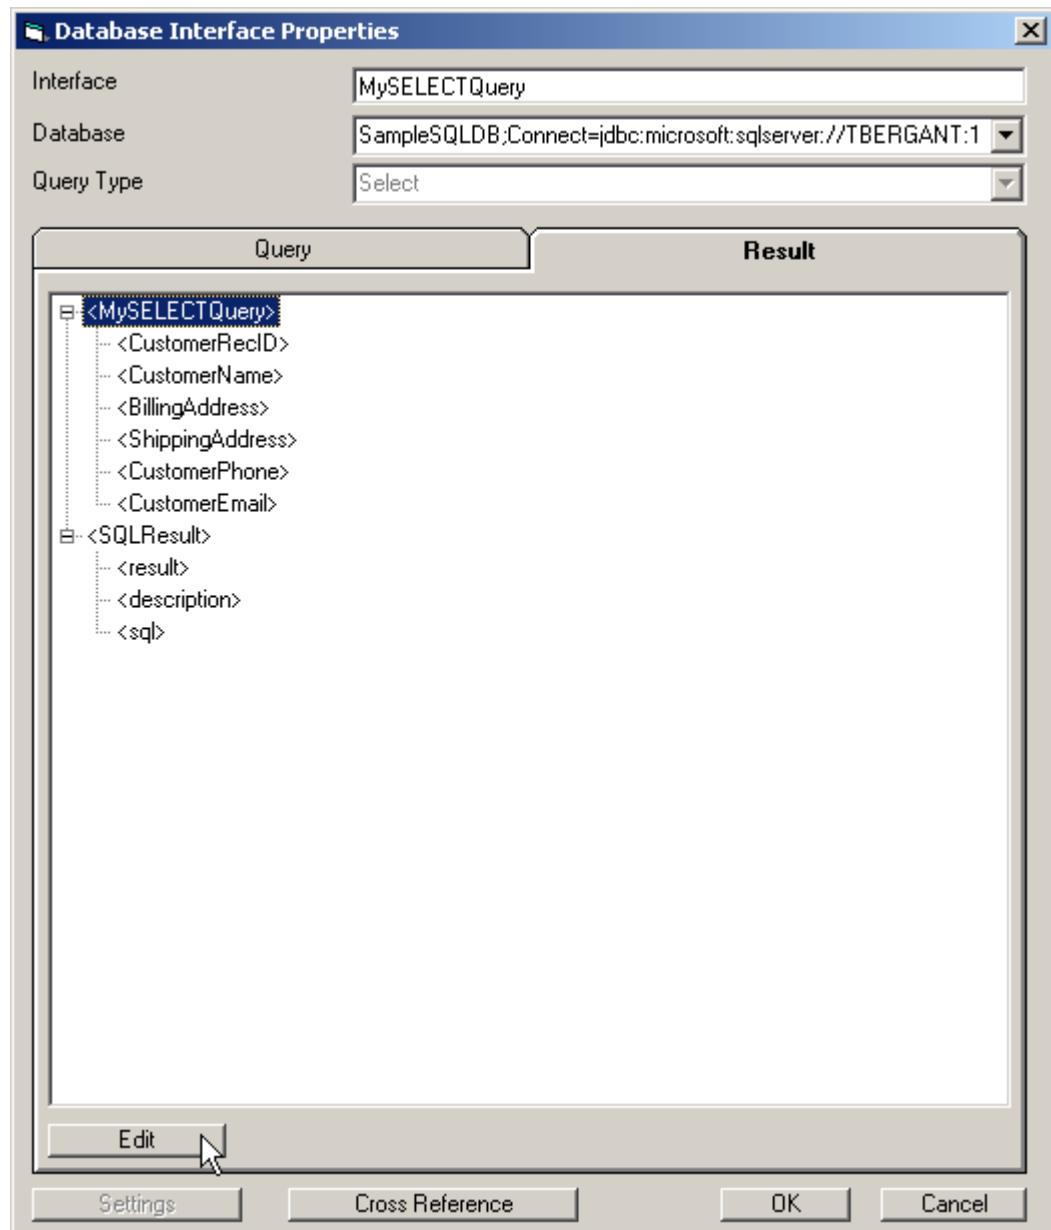 Database Interface Properties
Interface
MySELECTQuery
Database
SampleSQLDB;Connect=jdbc:microsoft:sqlserver://TBERGANT:1
Query Type
Select
Query
Result
<MySELECTQuery>
<CustomerRecID>
<CustomerName>
<BillingAddress>
<ShippingAddress>
<CustomerPhone>
<CustomerEmail>
<SQLResult>
<result>
<description>
<sql>
Edit
Settings
Cross Reference
OK
Cancel